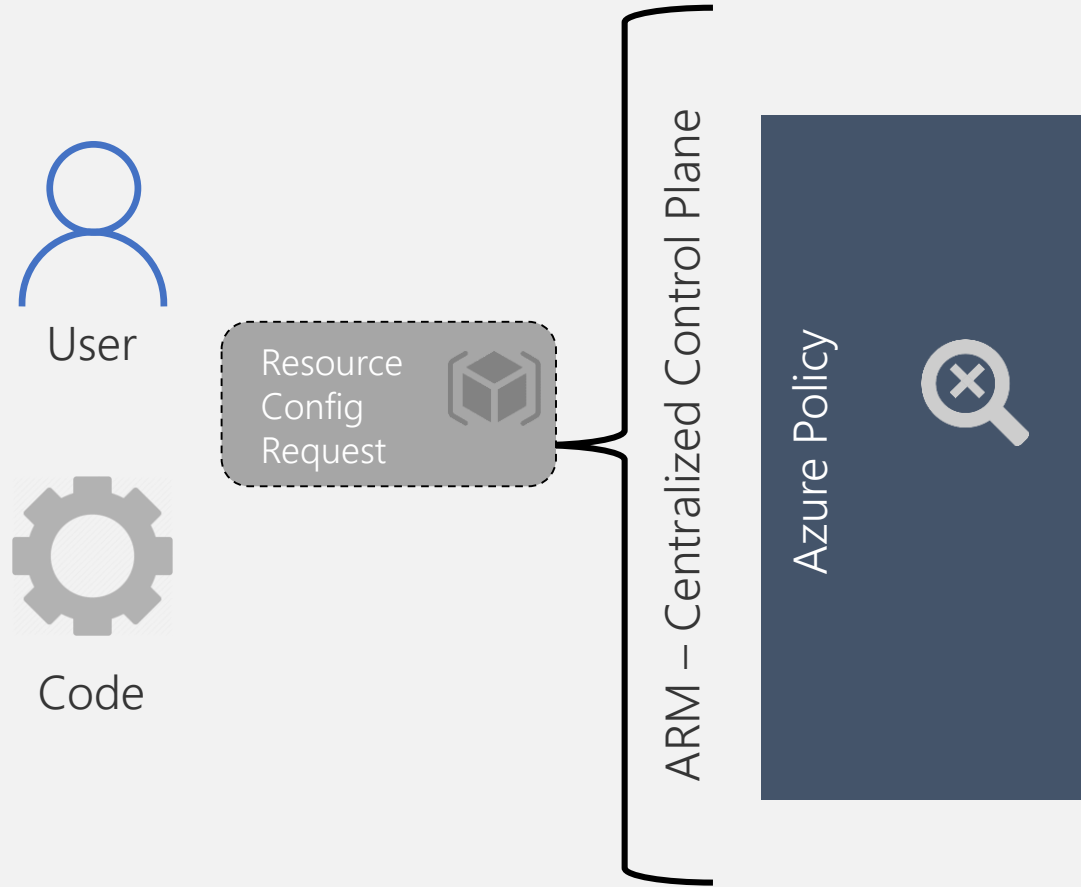 User
Code
Resource
Config
Request
ARM – Centralized Control Plane
Azure Policy